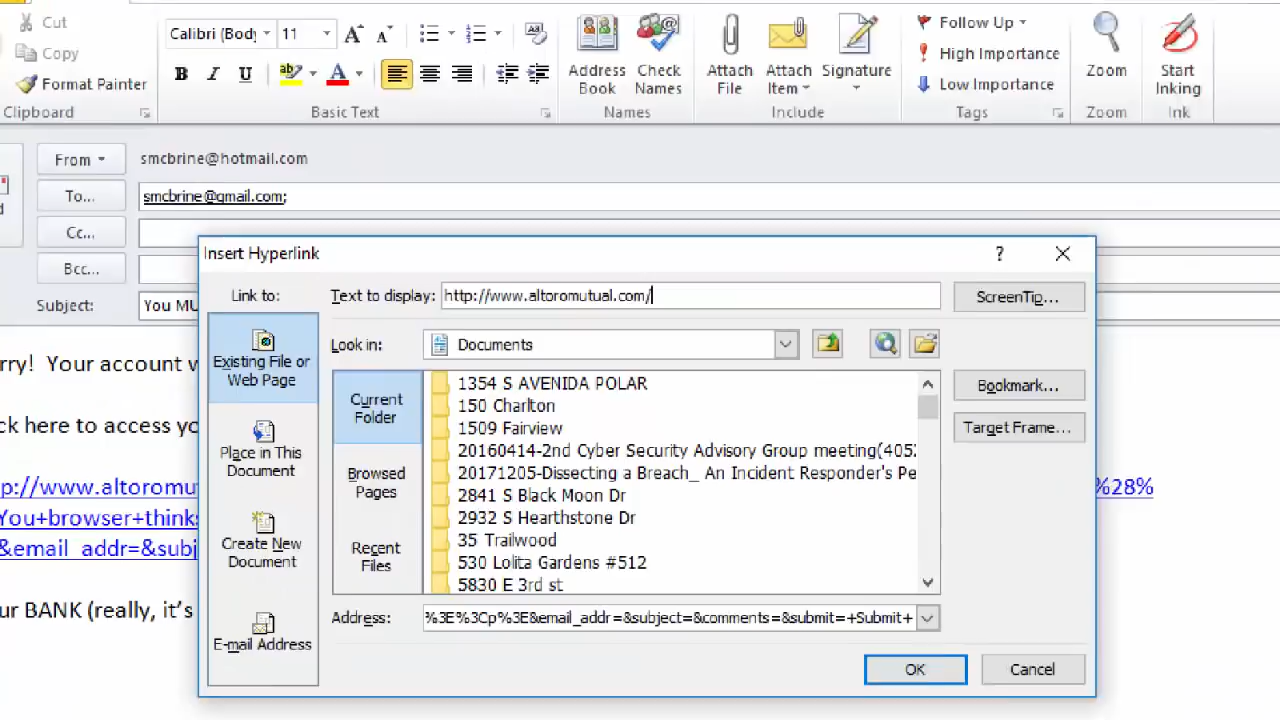 Cut
Copy
Format Painter
Clipboard
Calibri (Body
11
B I U
A
Basic Text
Address Book
Check Names
Names
Attach File
Attach Item
Signature
Include
Follow Up
High Importance
Low Importance
Tags
Zoom
Zoom
Start Inking
Ink
From
smcbrine@hotmail.com
To...
smcbrine@gmail.com;
Cc...
Bcc...
Subject:
You MU
Insert Hyperlink
?
Link to:
Text to display:
http://www.altoromutual.com/
ScreenTip...
Existing File or Web Page
Place in This Document
Create New Document
E-mail Address
Look in:
Documents
Current Folder
Browsed Pages
Recent Files
1354 S AVENIDA POLAR
150 Charlton
1509 Fairview
20160414-2nd Cyber Security Advisory Group meeting(4052
20171205-Dissecting a Breach_ An Incident Responder's Pe
2841 S Black Moon Dr
2932 S Hearthstone Dr
35 Trailwood
530 Lolita Gardens #512
5830 E 3rd st
Bookmark...
Target Frame...
Address:
%3E%3Cp%3E&email_addr=&subject=&comments=&submit=+Submit+
OK
Cancel
rry! Your account w
ck here to access yo
p://www.altoromut
%28%
You+browser+thinks
&email_addr=&subj
ur BANK (really, it's